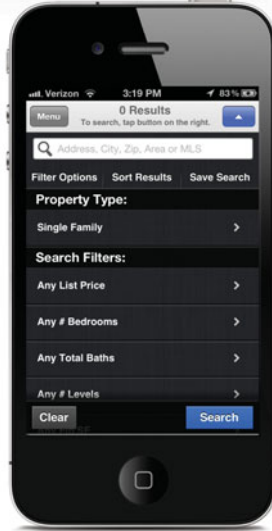 Verizon 3:19 PM 83%
Menu
0 Results
To search, tap button on the right.
Address, City, Zip, Area or MLS
Filter Options Sort Results Save Search
Property Type:
Single Family
Search Filters:
Any List Price
Any # Bedrooms
Any Total Baths
Any # Levels
Clear Search